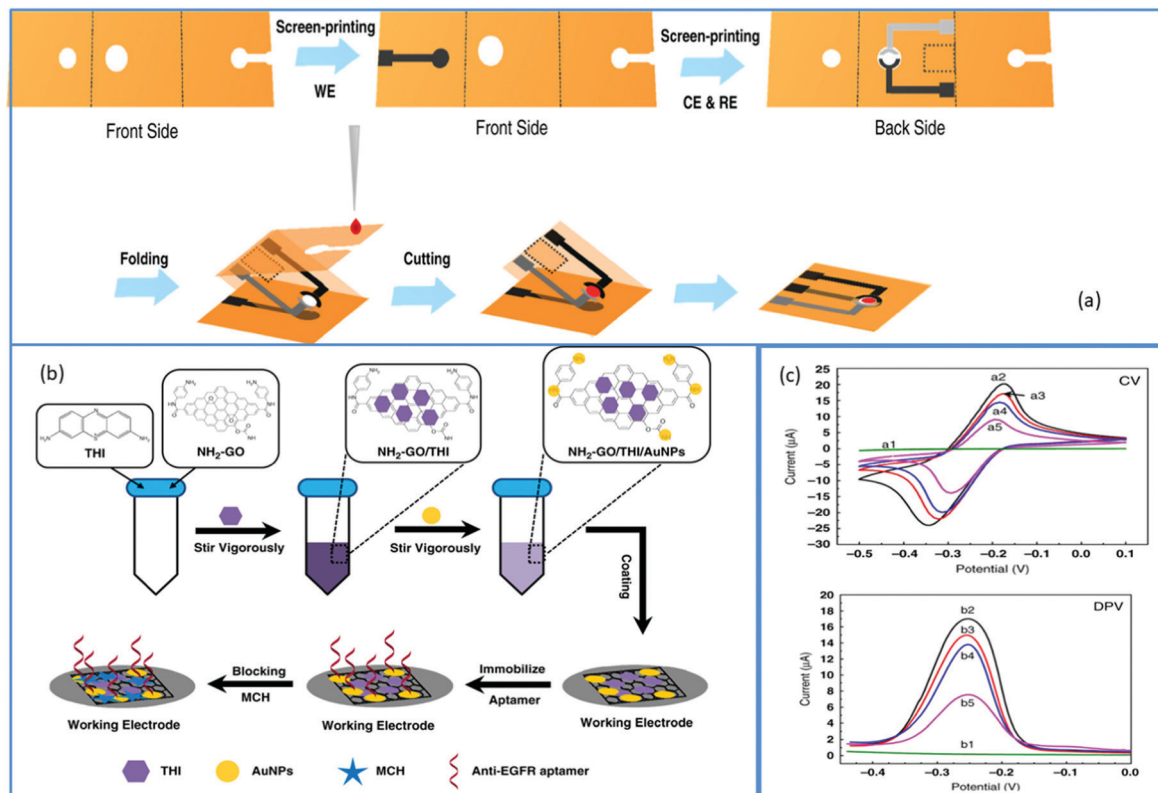 Screen-printing
WE
Screen-printing
CE & RE
Front Side
Front Side
Back Side
Folding
Cutting
(a)
(b)
THI
NH₂-GO
NH₂-GO/THI
NH₂-GO/THI/AuNPs
Stir Vigorously
Stir Vigorously
Coating
Blocking
MCH
Immobilize
Aptamer
Working Electrode
Working Electrode
Working Electrode
THI
AuNPs
MCH
Anti-EGFR aptamer
(c)
CV
25
20
15
10
5
0
−5
−10
−15
−20
−25
−30
Current (µA)
a2
a3
a4
a5
a1
−0.5
−0.4
−0.3
−0.2
−0.1
0.0
0.1
Potential (V)
DPV
20
18
16
14
12
10
8
6
4
2
0
Current (µA)
b2
b3
b4
b5
b1
−0.4
−0.3
−0.2
−0.1
0.0
Potential (V)